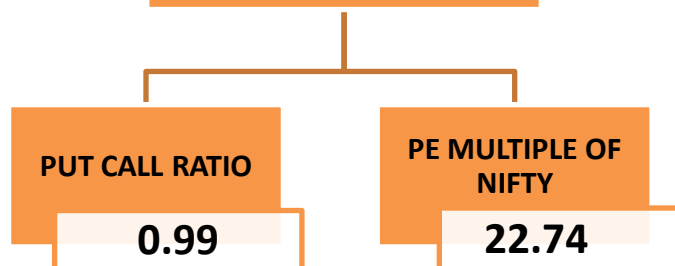 PUT CALL RATIO
0.99
PE MULTIPLE OF
NIFTY
22.74